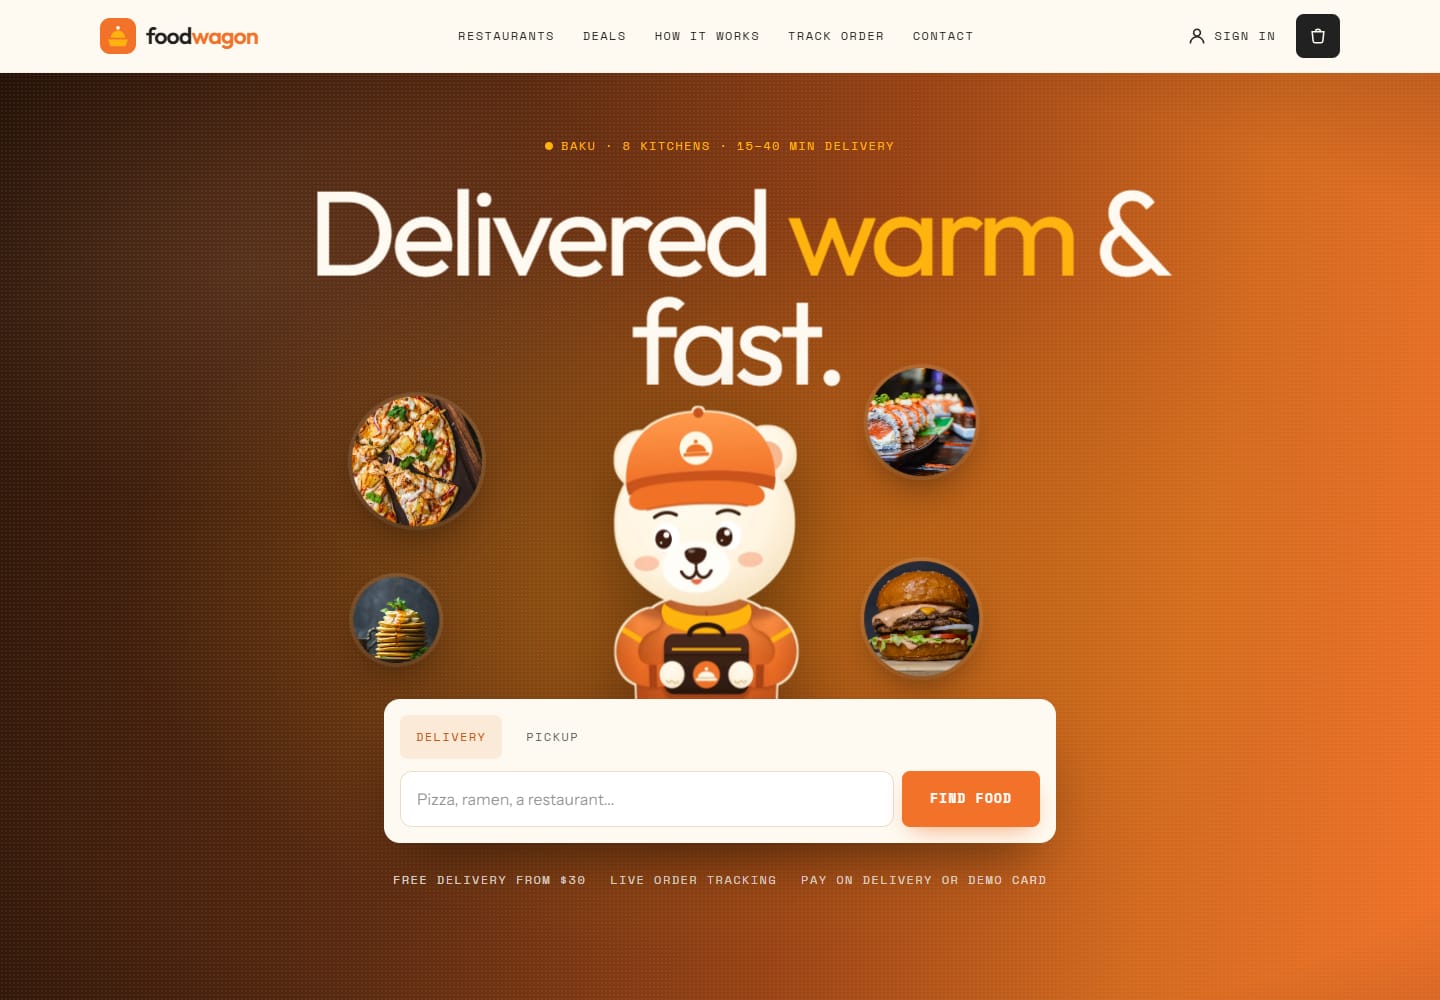 foodwagon
RESTAURANTS DEALS HOW IT WORKS TRACK ORDER CONTACT
SIGN IN
BAKU · 8 KITCHENS · 15–40 MIN DELIVERY
Delivered warm &
fast.
DELIVERY PICKUP
Pizza, ramen, a restaurant...
FIND FOOD
FREE DELIVERY FROM $30 LIVE ORDER TRACKING PAY ON DELIVERY OR DEMO CARD